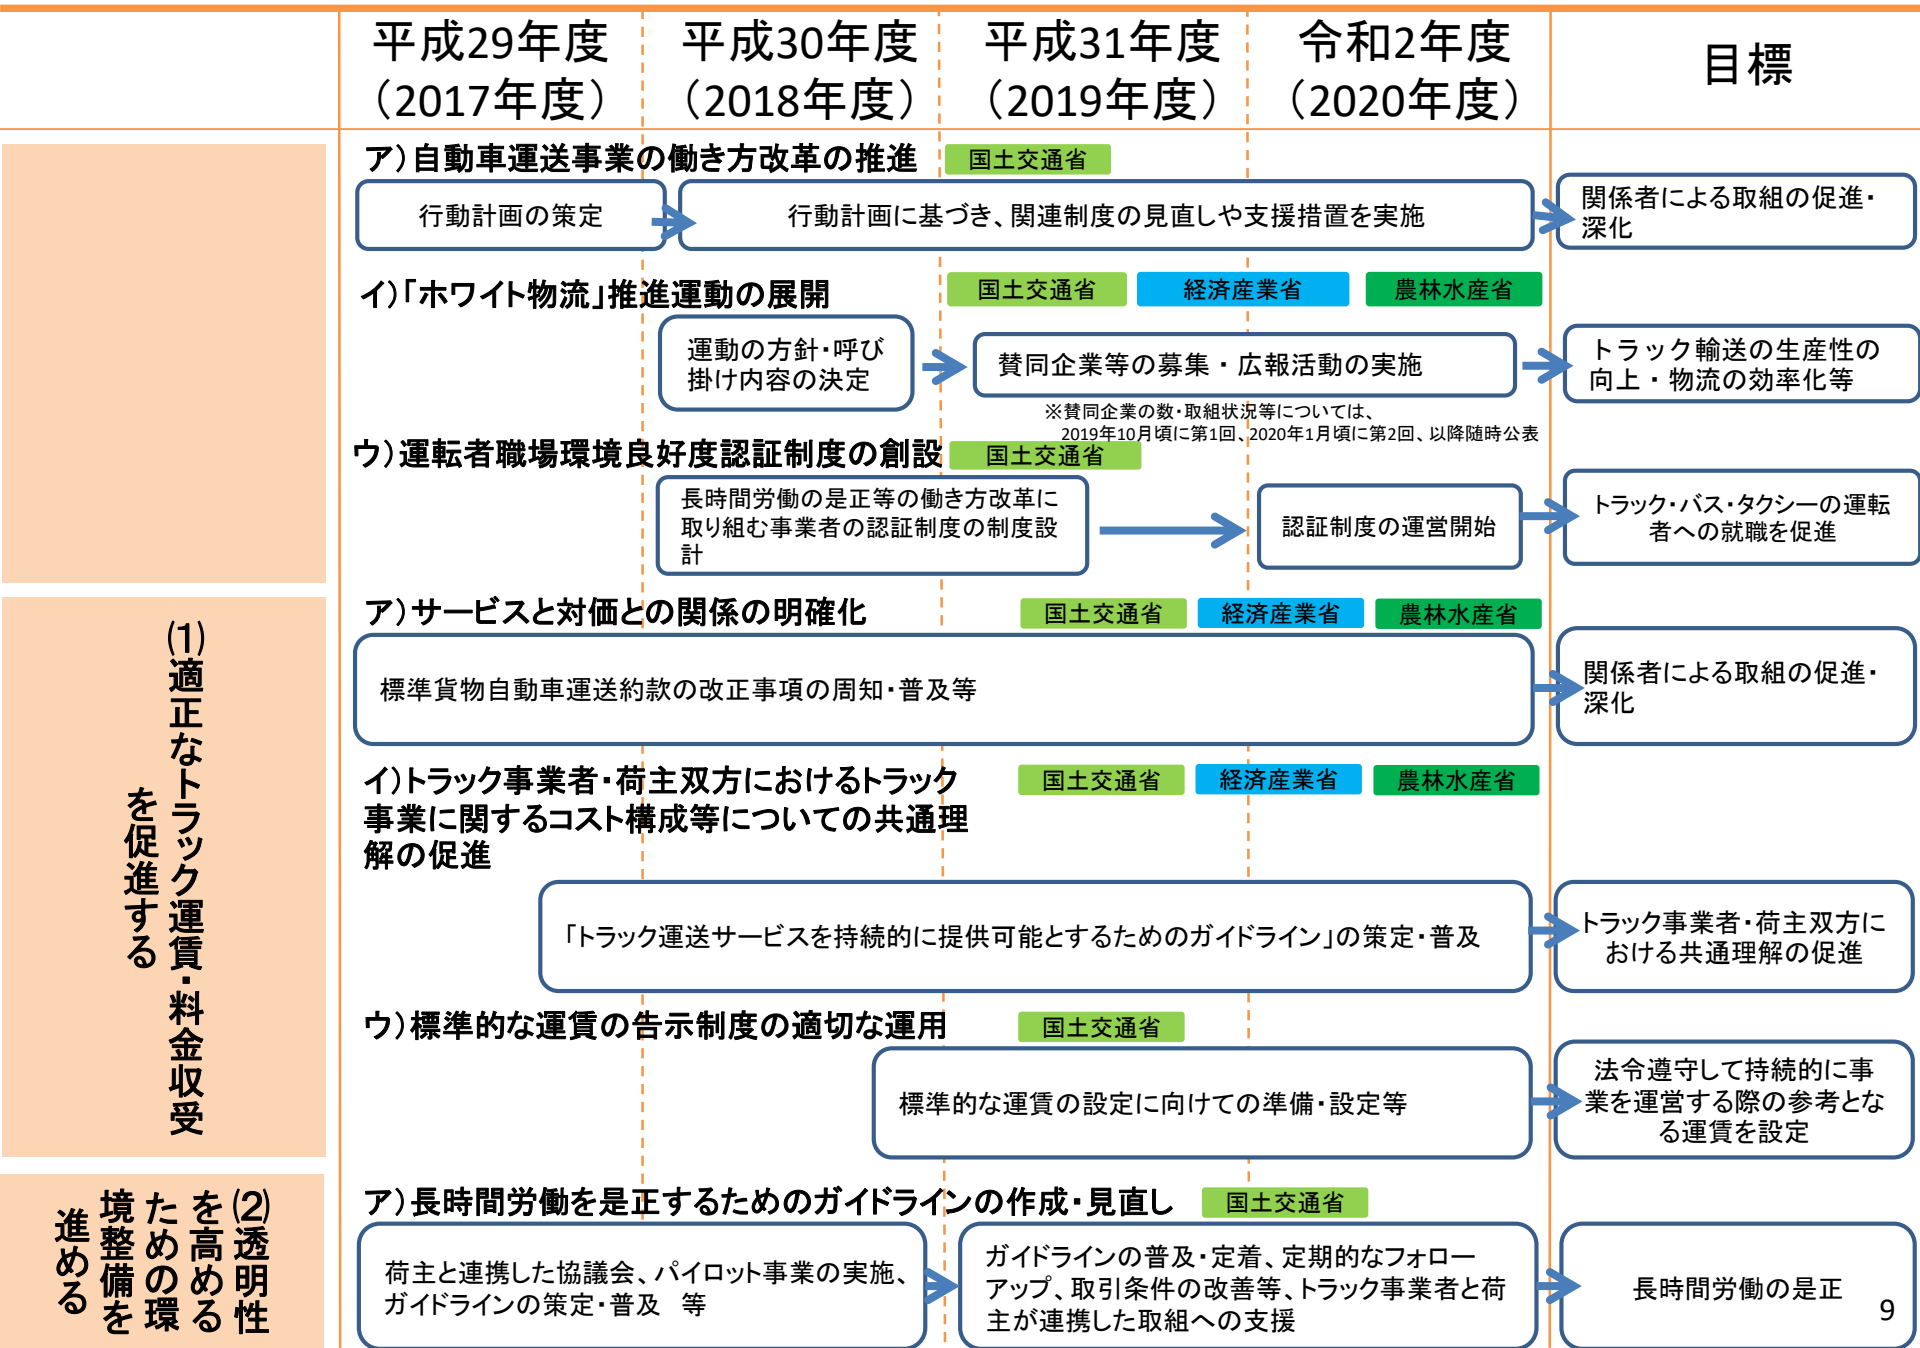 平成29年度
（2017年度）
平成30年度
（2018年度）
平成31年度
（2019年度）
令和2年度
（2020年度）
目標
ア）自動車運送事業の働き方改革の推進
国土交通省
行動計画の策定
行動計画に基づき、関連制度の見直しや支援措置を実施
関係者による取組の促進・
深化
イ）「ホワイト物流」推進運動の展開
国土交通省
経済産業省
農林水産省
運動の方針・呼び
掛け内容の決定
賛同企業等の募集・広報活動の実施
トラック輸送の生産性の
向上・物流の効率化等
※賛同企業の数・取組状況等については、
2019年10月頃に第1回、2020年1月頃に第2回、以降随時公表
ウ）運転者職場環境良好度認証制度の創設
国土交通省
長時間労働の是正等の働き方改革に
取り組む事業者の認証制度の制度設
計
認証制度の運営開始
トラック・バス・タクシーの運転
者への就職を促進
(1)適正なトラック運賃・料金収受
を促進する
ア）サービスと対価との関係の明確化
国土交通省
経済産業省
農林水産省
標準貨物自動車運送約款の改正事項の周知・普及等
関係者による取組の促進・
深化
イ）トラック事業者・荷主双方におけるトラック
事業に関するコスト構成等についての共通理
解の促進
国土交通省
経済産業省
農林水産省
「トラック運送サービスを持続的に提供可能とするためのガイドライン」の策定・普及
トラック事業者・荷主双方に
おける共通理解の促進
ウ）標準的な運賃の告示制度の適切な運用
国土交通省
標準的な運賃の設定に向けての準備・設定等
法令遵守して持続的に事
業を運営する際の参考とな
る運賃を設定
(2)透明性
を高める
ための環
境整備を
進める
ア）長時間労働を是正するためのガイドラインの作成・見直し
国土交通省
荷主と連携した協議会、パイロット事業の実施、
ガイドラインの策定・普及　等
ガイドラインの普及・定着、定期的なフォロー
アップ、取引条件の改善等、トラック事業者と荷
主が連携した取組への支援
長時間労働の是正
9